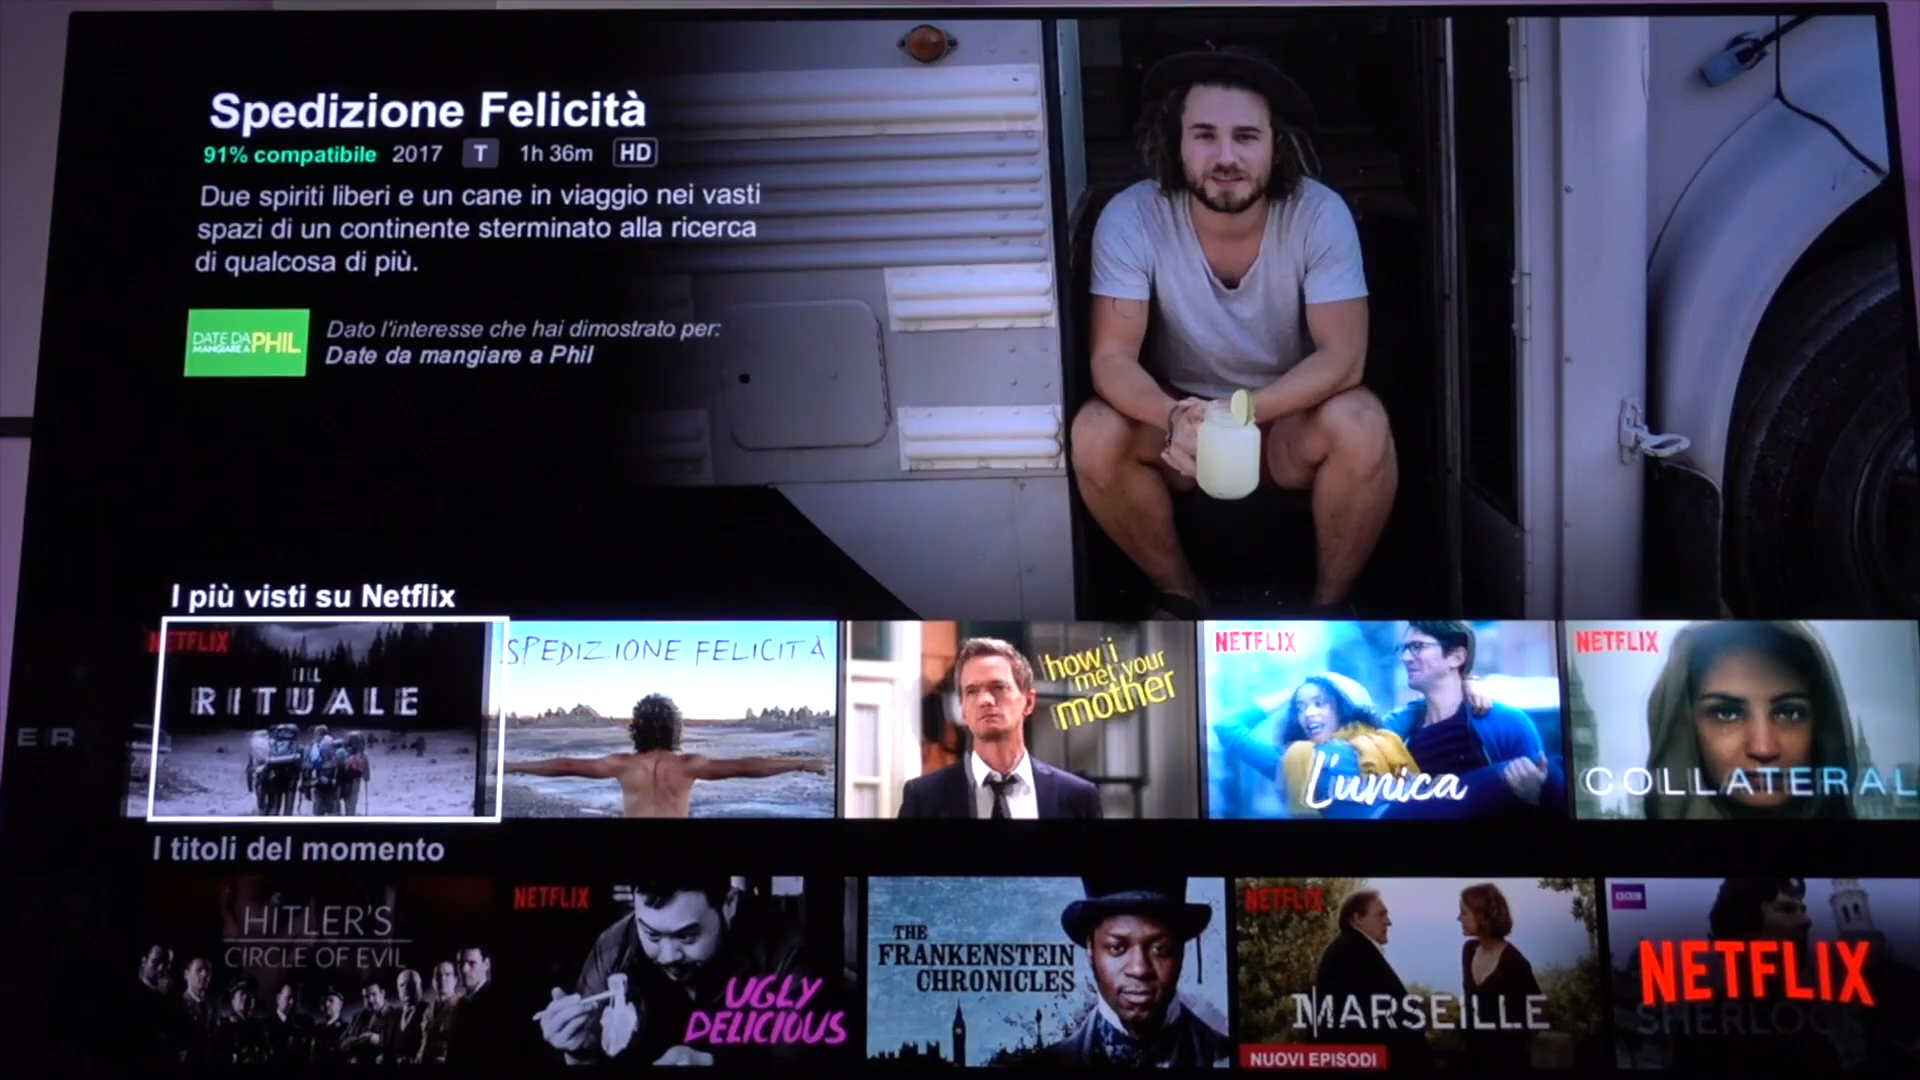 Spedizione Felicità
91% compatibile 2017 T 1h 36m HD
Due spiriti liberi e un cane in viaggio nei vasti
spazi di un continente sterminato alla ricerca
di qualcosa di più.
DATE DA
MANGIARE A PHIL
Dato l'interesse che hai dimostrato per:
Date da mangiare a Phil
I più visti su Netflix
ER
NETFLIX
RITUALE
SPEDIZIONE FELICITÀ
how i
met your
mother
NETFLIX
L'unica
NETFLIX
COLLATERAL
I titoli del momento
HITLER'S
CIRCLE OF EVIL
NETFLIX
UGLY
DELICIOUS
THE
FRANKENSTEIN
CHRONICLES
NETFLIX
MARSEILLE
NUOVI EPISODI
BBC
NETFLIX
SHERLOCK